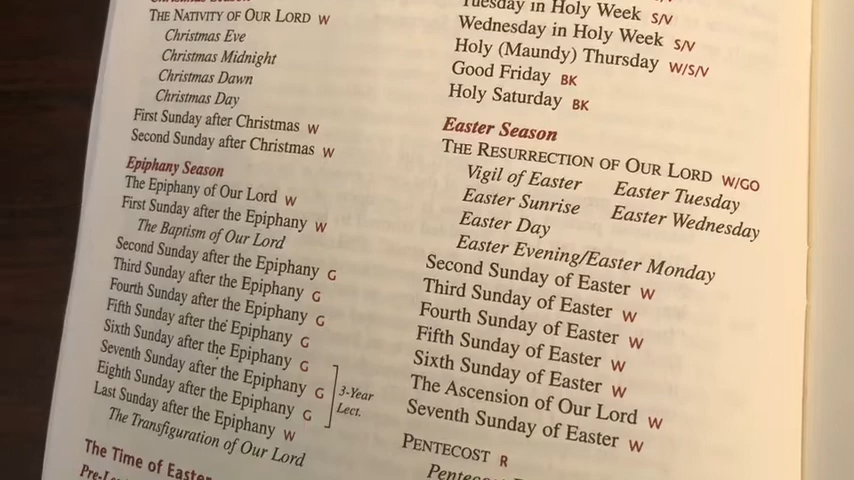 Christmas Season
THE NATIVITY OF OUR LORD W
Christmas Eve
Christmas Midnight
Christmas Dawn
Christmas Day
First Sunday after Christmas W
Second Sunday after Christmas W
Epiphany Season
The Epiphany of Our Lord W
First Sunday after the Epiphany W
The Baptism of Our Lord
Second Sunday after the Epiphany G
Third Sunday after the Epiphany G
Fourth Sunday after the Epiphany G
Fifth Sunday after the Epiphany G
Sixth Sunday after the Epiphany G
Seventh Sunday after the Epiphany G
Eighth Sunday after the Epiphany G
3-Year
Lect.
Last Sunday after the Epiphany W
The Transfiguration of Our Lord
The Time of Easter
Tuesday in Holy Week S/V
Wednesday in Holy Week S/V
Holy (Maundy) Thursday W/S/V
Good Friday BK
Holy Saturday BK
Easter Season
THE RESURRECTION OF OUR LORD W/GO
Vigil of Easter Easter Tuesday
Easter Sunrise Easter Wednesday
Easter Day
Easter Evening/Easter Monday
Second Sunday of Easter W
Third Sunday of Easter W
Fourth Sunday of Easter W
Fifth Sunday of Easter W
Sixth Sunday of Easter W
The Ascension of Our Lord W
Seventh Sunday of Easter W
PENTECOST R